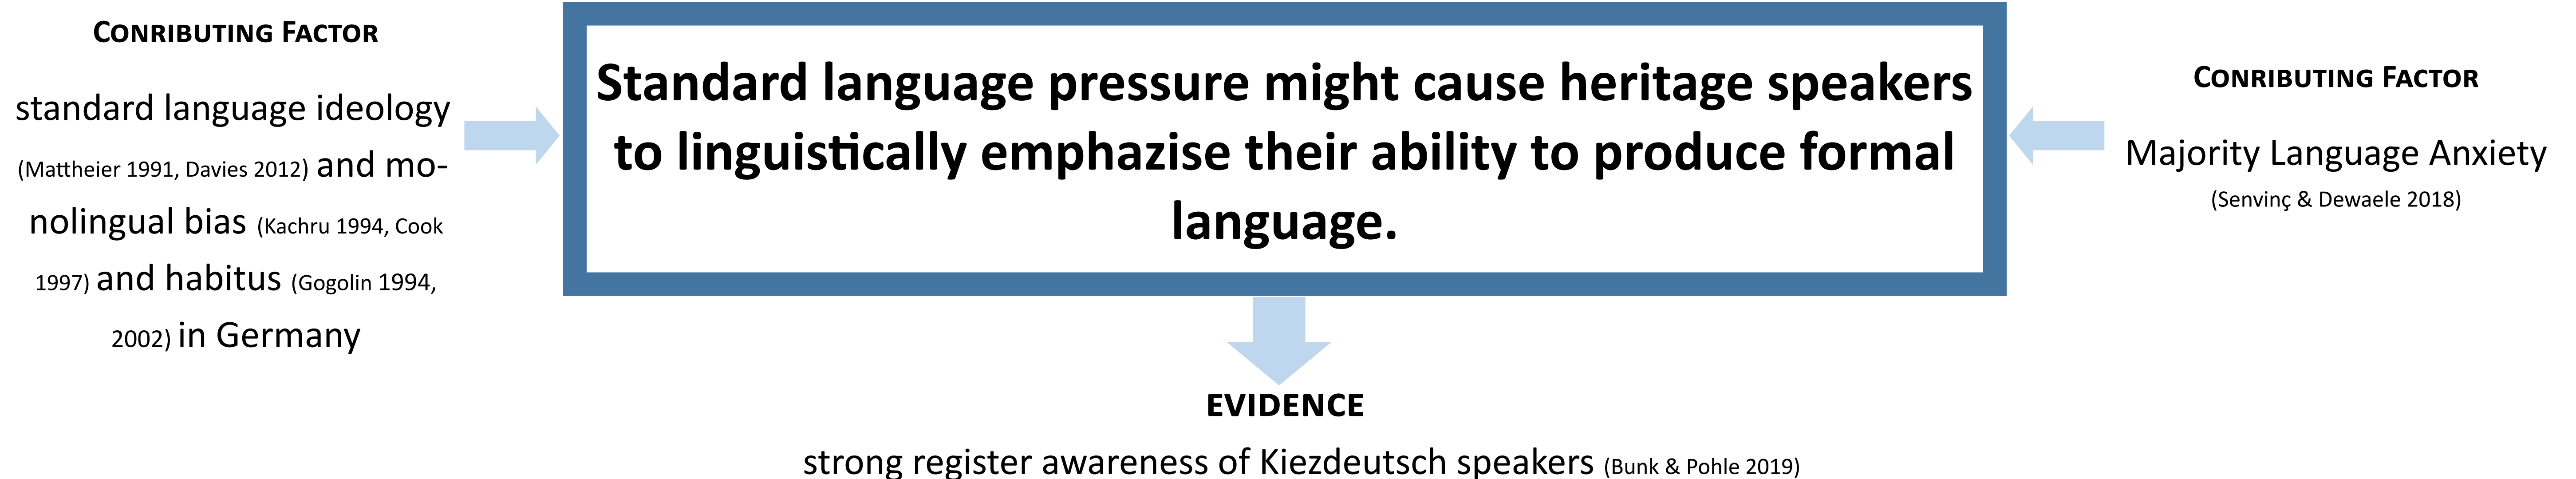 CONRIBUTING FACTOR
standard language ideology
(Mattheier 1991, Davies 2012) and mo-
nolingual bias (Kachru 1994, Cook
1997) and habitus (Gogolin 1994,
2002) in Germany
Standard language pressure might cause heritage speakers
to linguistically emphazise their ability to produce formal
language.
CONRIBUTING FACTOR
Majority Language Anxiety
(Senvinç & Dewaele 2018)
EVIDENCE
strong register awareness of Kiezdeutsch speakers (Bunk & Pohle 2019)